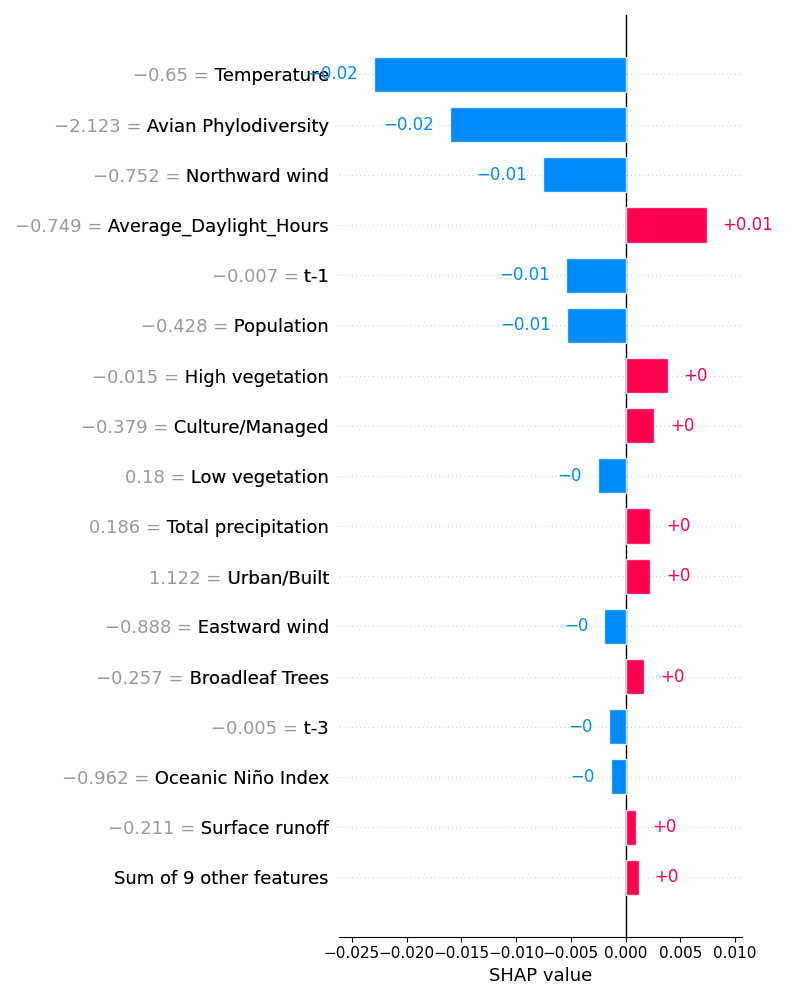 −0.65 = Temperature −0.02
−2.123 = Avian Phylodiversity −0.02
−0.752 = Northward wind −0.01
−0.749 = Average_Daylight_Hours +0.01
−0.007 = t-1 −0.01
−0.428 = Population −0.01
−0.015 = High vegetation +0
−0.379 = Culture/Managed +0
0.18 = Low vegetation −0
0.186 = Total precipitation +0
1.122 = Urban/Built +0
−0.888 = Eastward wind −0
−0.257 = Broadleaf Trees +0
−0.005 = t-3 −0
−0.962 = Oceanic Niño Index −0
−0.211 = Surface runoff +0
Sum of 9 other features +0
−0.025 −0.020 −0.015 −0.010 −0.005 0.000 0.005 0.010
SHAP value